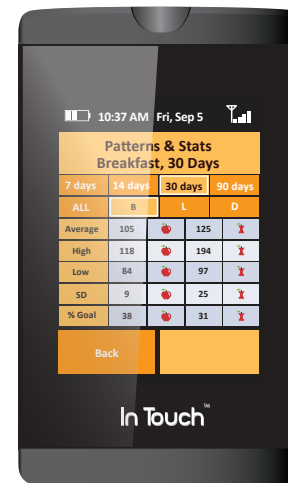 10:37 AM Fri, Sep 5
Patterns & Stats
Breakfast, 30 Days
7 days 14 days 30 days 90 days
ALL B L D
Average 105 125
High 118 194
Low 84 97
SD 9 25
% Goal 38 31
Back
In Touch™